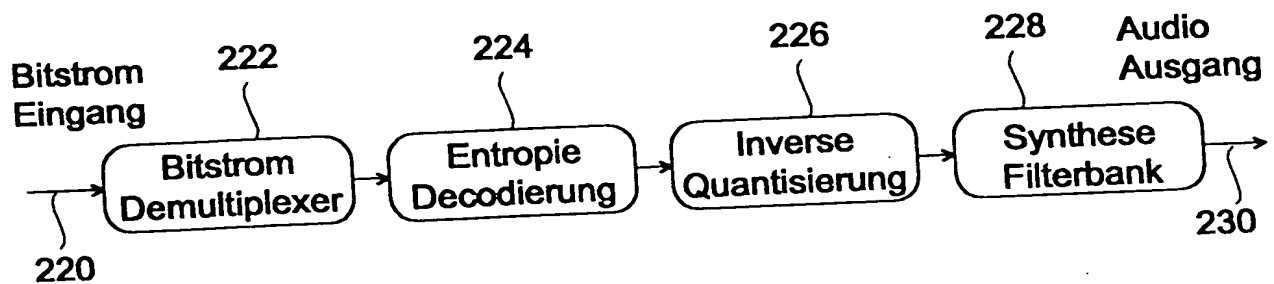 Bitstrom
Eingang
222
224
226
228
Audio
Ausgang
Bitstrom
Demultiplexer
Entropie
Decodierung
Inverse
Quantisierung
Synthese
Filterbank
220
230